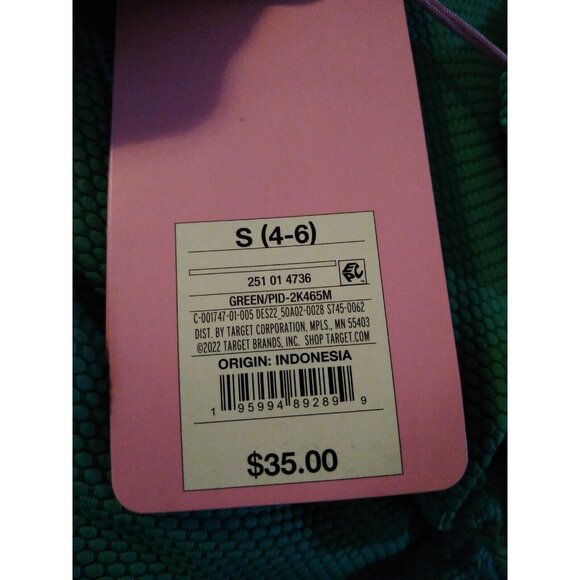 S (4-6)
251 01 4736
EPC
GREEN/PID-2K465M
C-001747-01-005 DES22_50A02-0028 ST45-0062
DIST. BY TARGET CORPORATION, MPLS., MN 55403
©2022 TARGET BRANDS, INC. SHOP TARGET.COM
ORIGIN: INDONESIA
1 95994 89289 9
$35.00